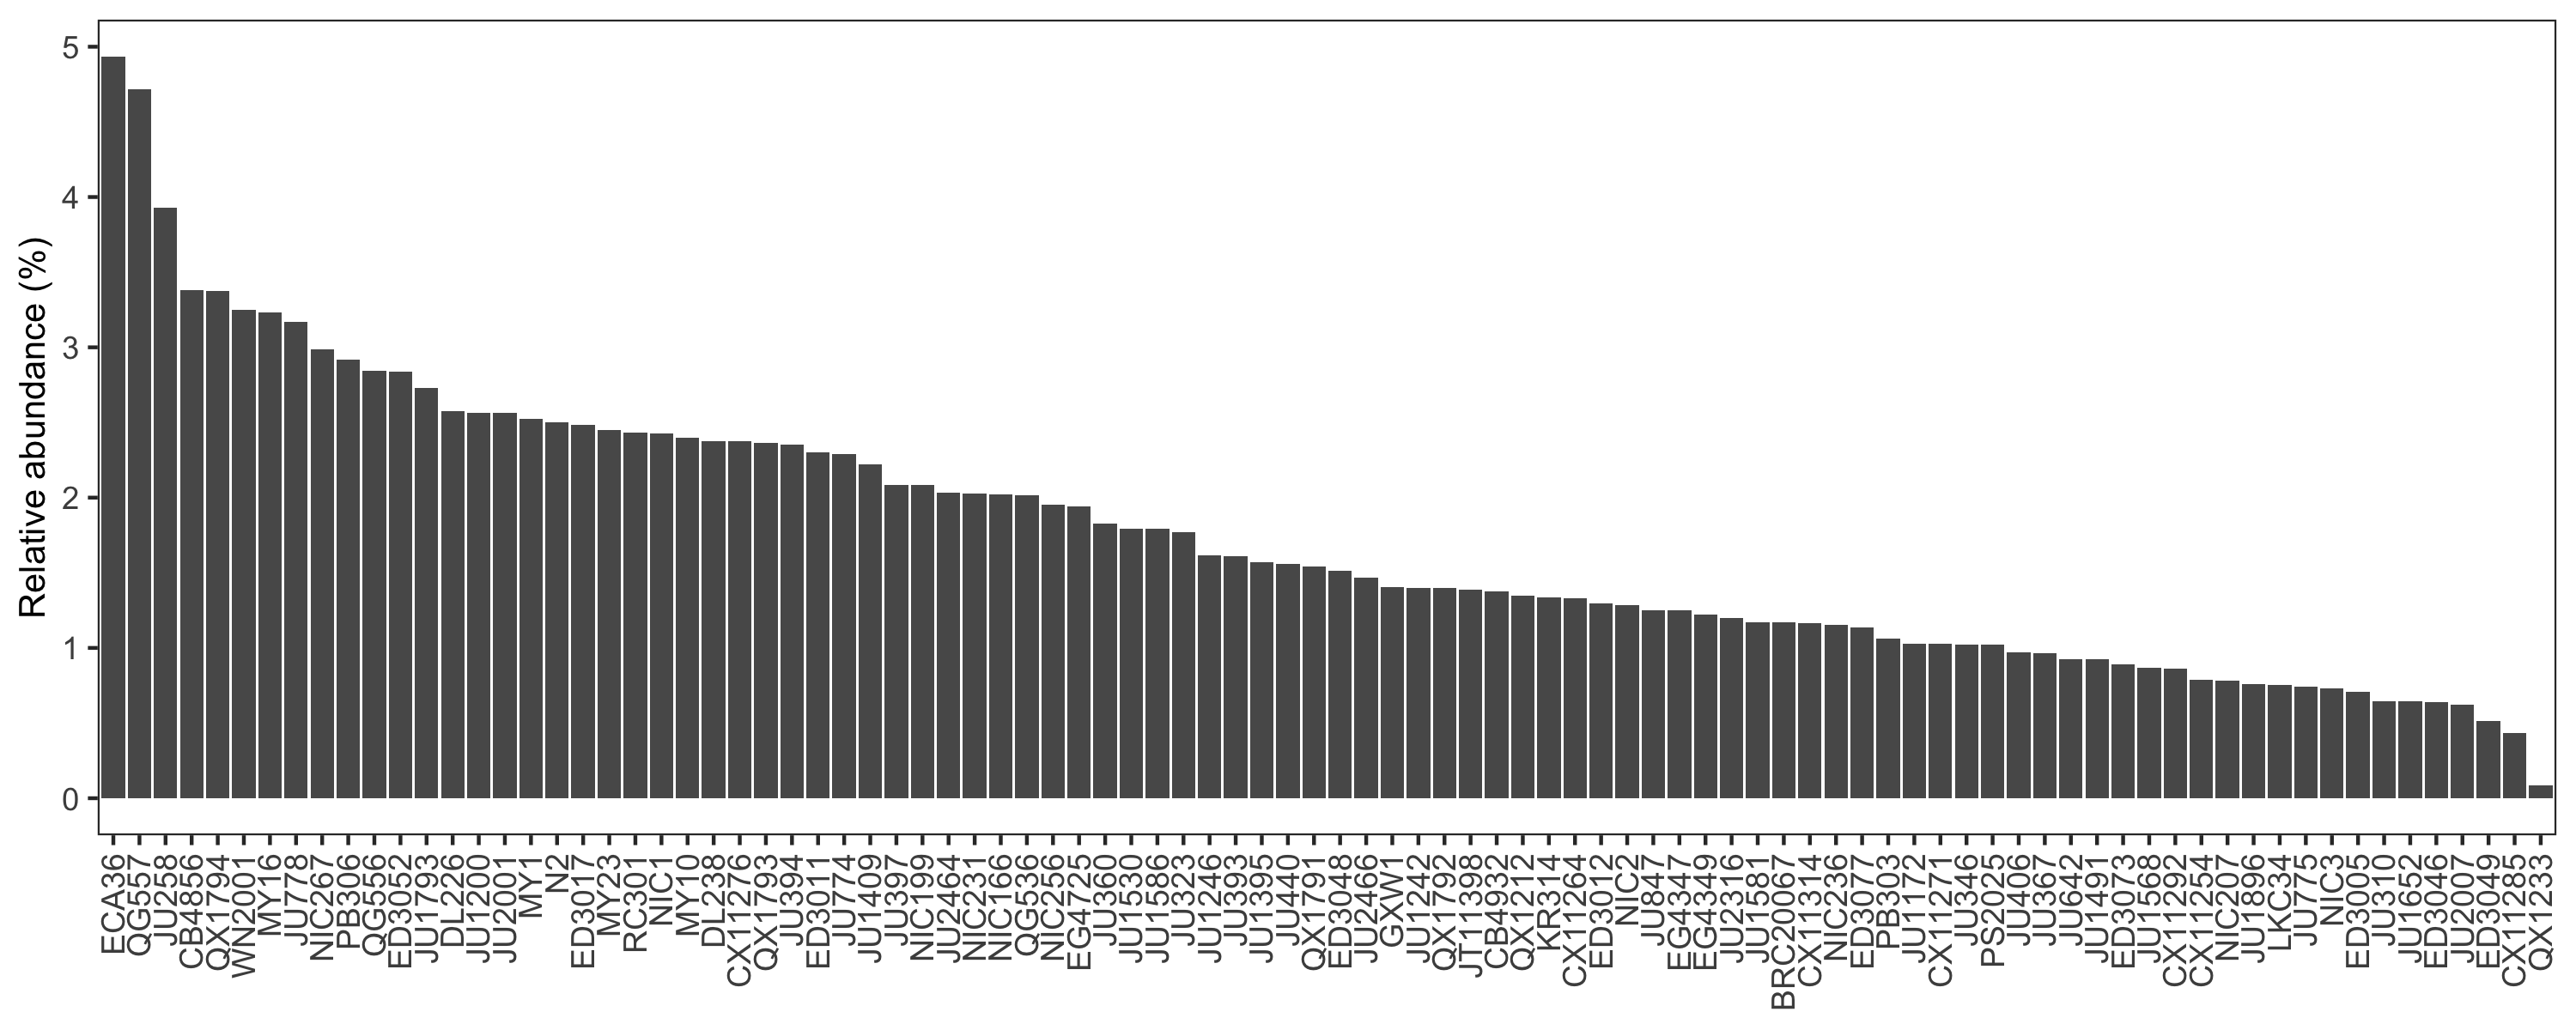 Relative abundance (%)
5
4
3
2
1
0
ECA36
QG557
JU258
CB4856
QX1794
WN2001
MY16
JU778
NIC267
PB306
QG556
ED3052
JU1793
DL226
JU1200
JU2001
MY1
N2
ED3017
MY23
RC301
NIC1
MY10
DL238
CX11276
QX1793
JU394
ED3011
JU774
JU1409
JU397
NIC199
JU2464
NIC231
NIC166
QG536
NIC256
EG4725
JU360
JU1530
JU1586
JU323
JU1246
JU393
JU1395
JU440
QX1791
ED3048
JU2466
GXW1
JU1242
QX1792
JT11398
CB4932
QX1212
KR314
CX11264
ED3012
NIC2
JU847
EG4347
EG4349
JU2316
JU1581
BRC20067
CX11314
NIC236
ED3077
PB303
JU1172
CX11271
JU346
PS2025
JU406
JU367
JU642
JU1491
ED3073
JU1568
CX11292
CX11254
NIC207
JU1896
LKC34
JU775
NIC3
ED3005
JU310
JU1652
ED3046
JU2007
ED3049
CX11285
QX1233